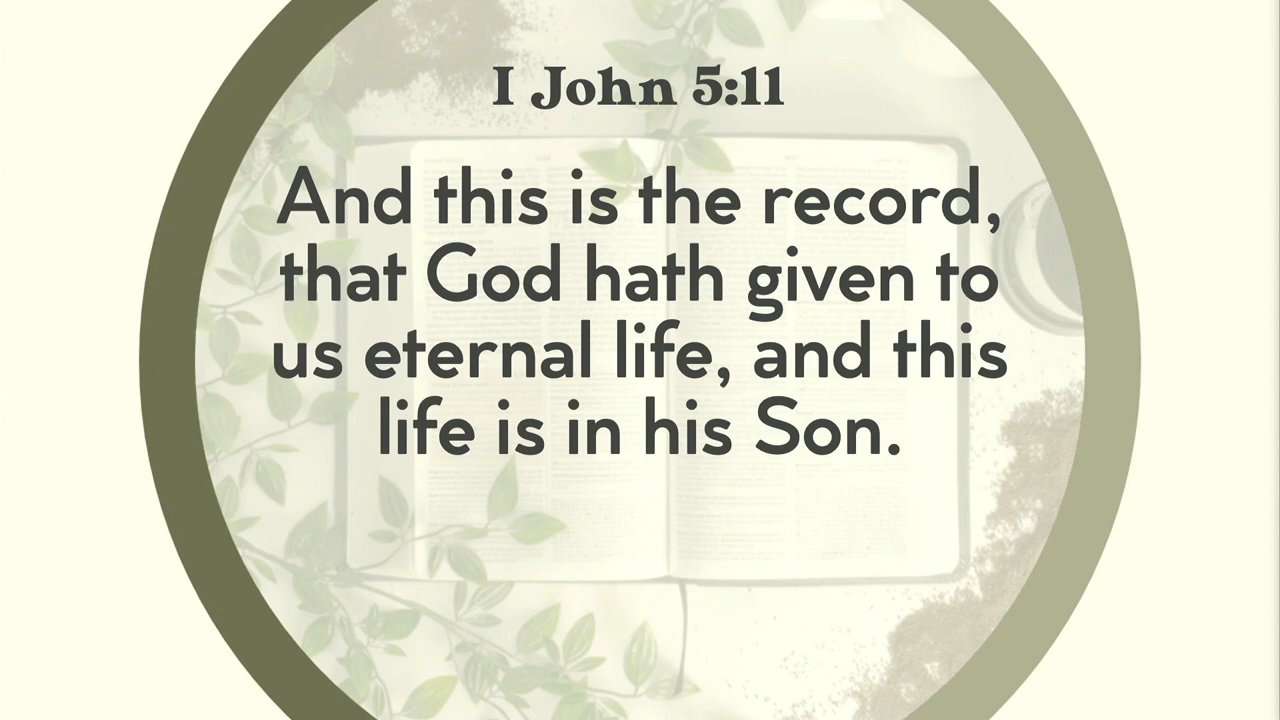 I John 5:11
And this is the record,
that God hath given to
us eternal life, and this
life is in his Son.